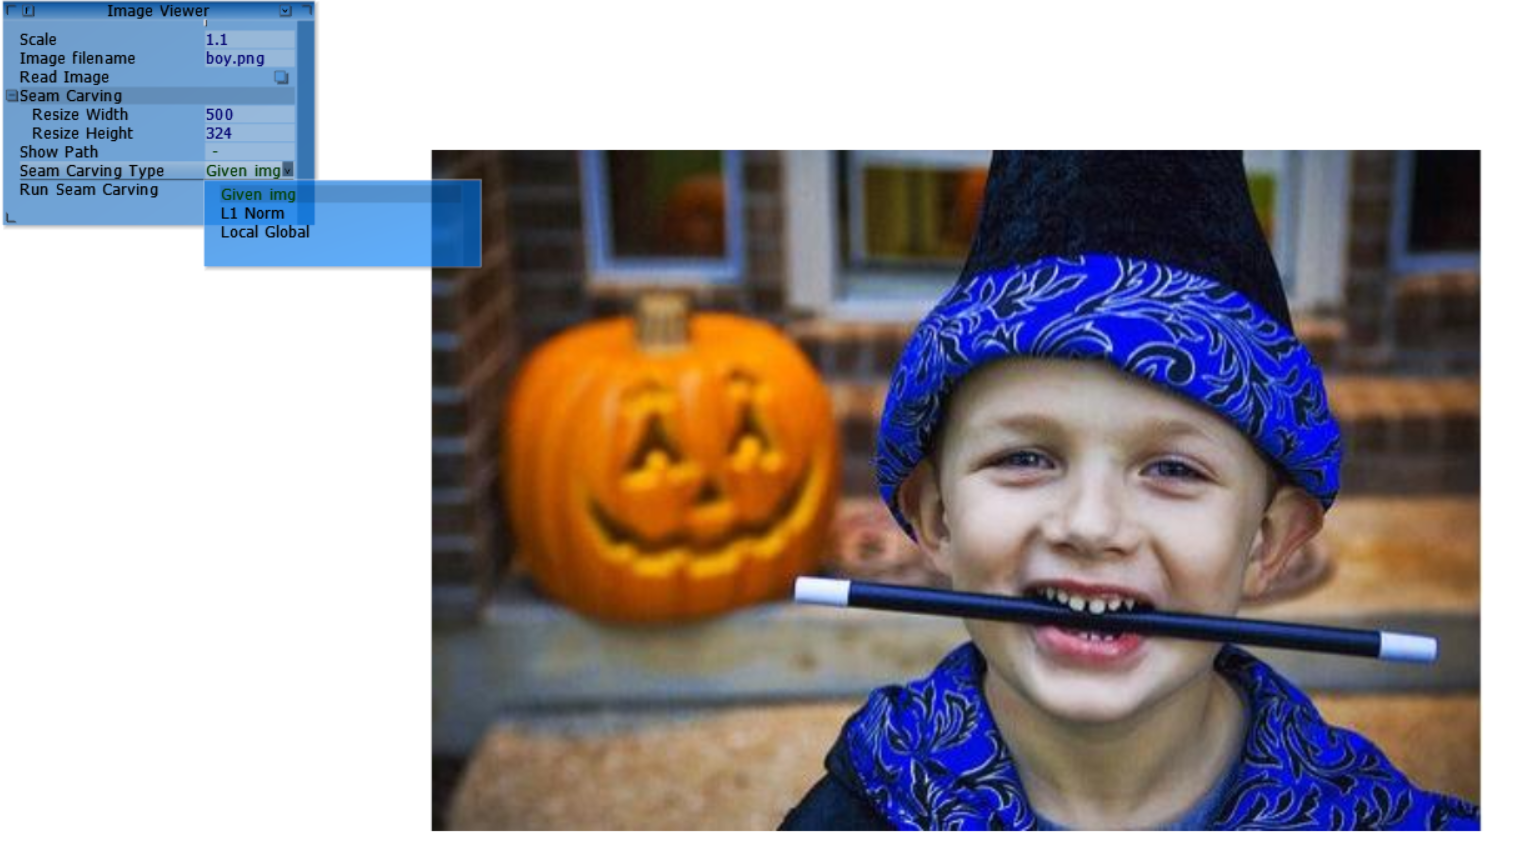 Image Viewer
Scale 1.1
Image filename boy.png
Read Image
Seam Carving
Resize Width 500
Resize Height 324
Show Path -
Seam Carving Type Given img
Run Seam Carving
Given img
L1 Norm
Local Global